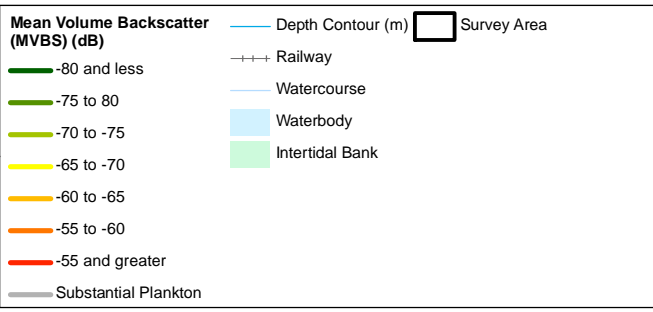 Mean Volume Backscatter
(MVBS) (dB)
-80 and less
-75 to 80
-70 to -75
-65 to -70
-60 to -65
-55 to -60
-55 and greater
Substantial Plankton
Depth Contour (m)
Railway
Watercourse
Waterbody
Intertidal Bank
Survey Area